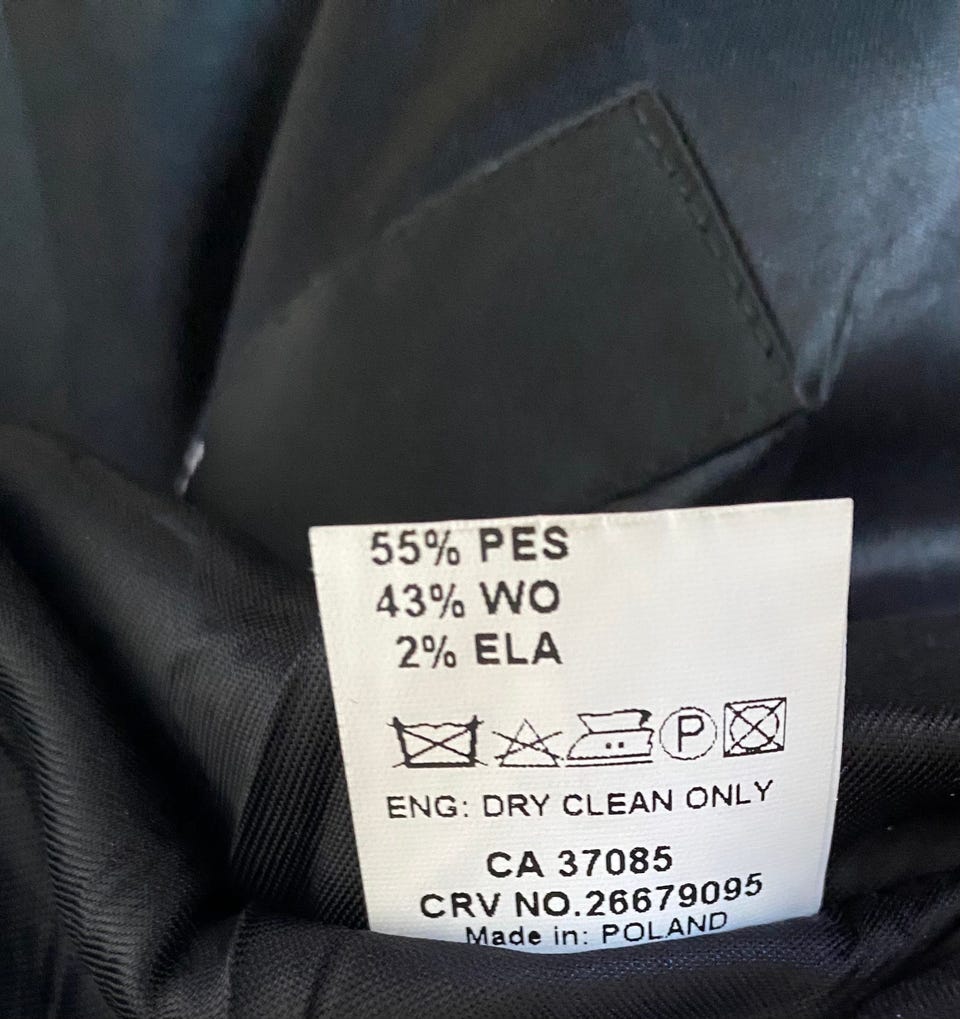 55% PES
43% WO
2% ELA
P
ENG: DRY CLEAN ONLY
CA 37085
CRV NO.26679095
Made in: POLAND